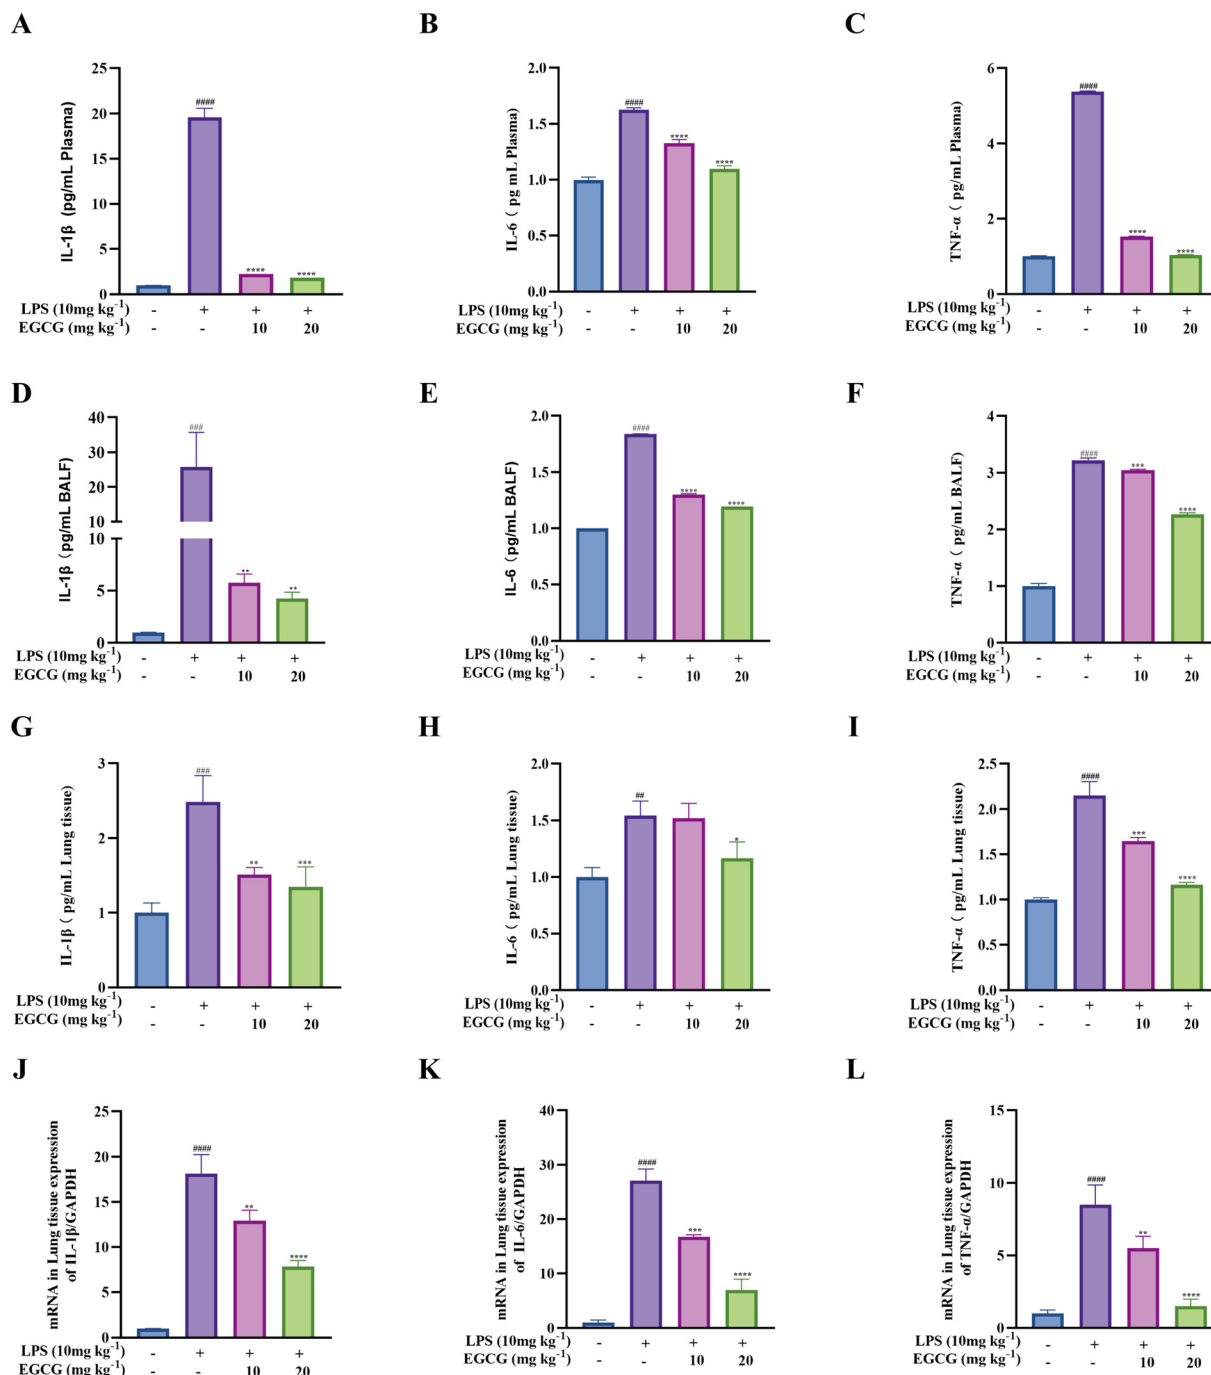 A
B
C
IL-1β (pg/mL Plasma)
25
20
15
10
5
0
####
****
****
LPS (10mg kg-1)
- + + +
EGCG (mg kg-1)
- - 10 20
IL-6 ( pg mL Plasma)
2.0
1.5
1.0
0.5
0.0
####
****
****
LPS (10mg kg-1)
- + + +
EGCG (mg kg-1)
- - 10 20
TNF-α ( pg/mL Plasma)
6
4
2
0
####
****
****
LPS (10mg kg-1)
- + + +
EGCG (mg kg-1)
- - 10 20
D
E
F
IL-1β (pg/mL BALF)
40
30
20
10
10
5
0
###
**
**
LPS (10mg kg-1)
- + + +
EGCG (mg kg-1)
- - 10 20
IL-6 (pg/mL BALF)
2.0
1.5
1.0
0.5
0.0
####
****
****
LPS (10mg kg-1)
- + + +
EGCG (mg kg-1)
- - 10 20
TNF-α ( pg/mL BALF)
4
3
2
1
0
####
***
****
LPS (10mg kg-1)
- + + +
EGCG (mg kg-1)
- - 10 20
G
H
I
IL-1β ( pg/mL Lung tissue)
3
2
1
0
###
**
***
LPS (10mg kg-1)
- + + +
EGCG (mg kg-1)
- - 10 20
IL-6 ( pg/mL Lung tissue)
2.0
1.5
1.0
0.5
0.0
##
*
LPS (10mg kg-1)
- + + +
EGCG (mg kg-1)
- - 10 20
TNF-α ( pg/mL Lung tissue)
2.5
2.0
1.5
1.0
0.5
0.0
####
***
****
LPS (10mg kg-1)
- + + +
EGCG (mg kg-1)
- - 10 20
J
K
L
mRNA in Lung tissue expression
of IL-1β/GAPDH
25
20
15
10
5
0
####
**
****
LPS (10mg kg-1)
- + + +
EGCG (mg kg-1)
- - 10 20
mRNA in Lung tissue expression
of IL-6/GAPDH
40
30
20
10
0
####
***
****
LPS (10mg kg-1)
- + + +
EGCG (mg kg-1)
- - 10 20
mRNA in Lung tissue expression
of TNF-α/GAPDH
15
10
5
0
####
**
****
LPS (10mg kg-1)
- + + +
EGCG (mg kg-1)
- - 10 20